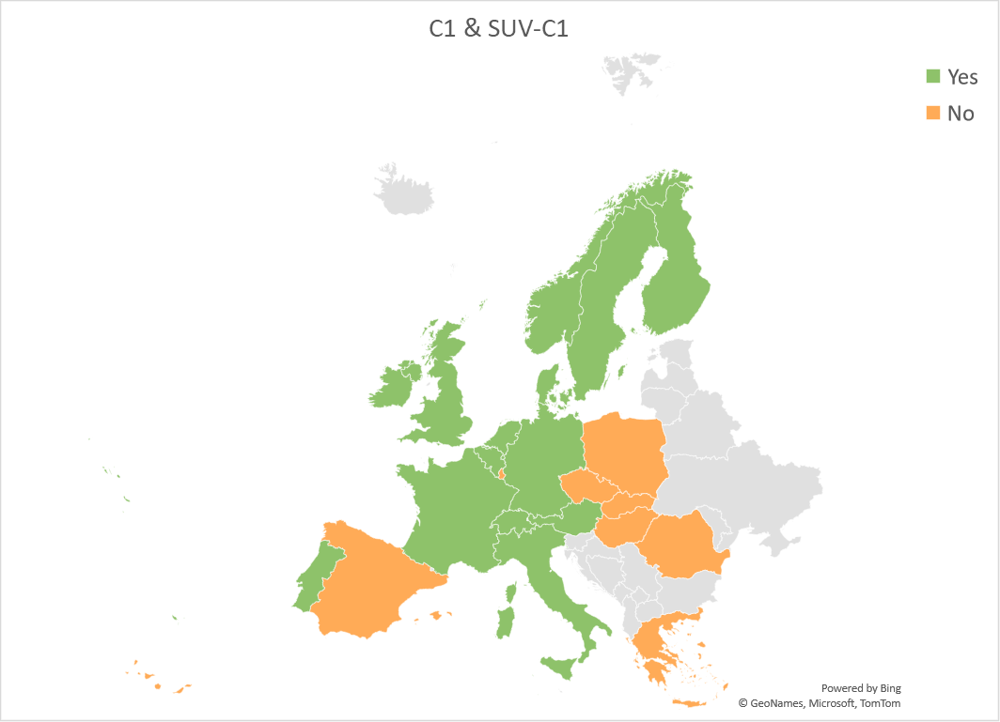 C1 & SUV-C1
Yes
No
Powered by Bing
© GeoNames, Microsoft, TomTom